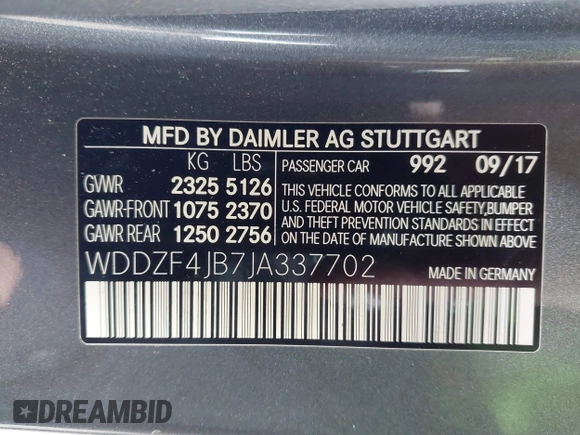 MFD BY DAIMLER AG STUTTGART
KG LBS PASSENGER CAR 992 09/17
GWR 2325 5126
GAWR-FRONT 1075 2370
GAWR REAR 1250 2756
THIS VEHICLE CONFORMS TO ALL APPLICABLE
U.S. FEDERAL MOTOR VEHICLE SAFETY,BUMPER
AND THEFT PREVENTION STANDARDS IN EFFECT
ON THE DATE OF MANUFACTURE SHOWN ABOVE.
WDDZF4JB7JA337702 MADE IN GERMANY
DREAMBID